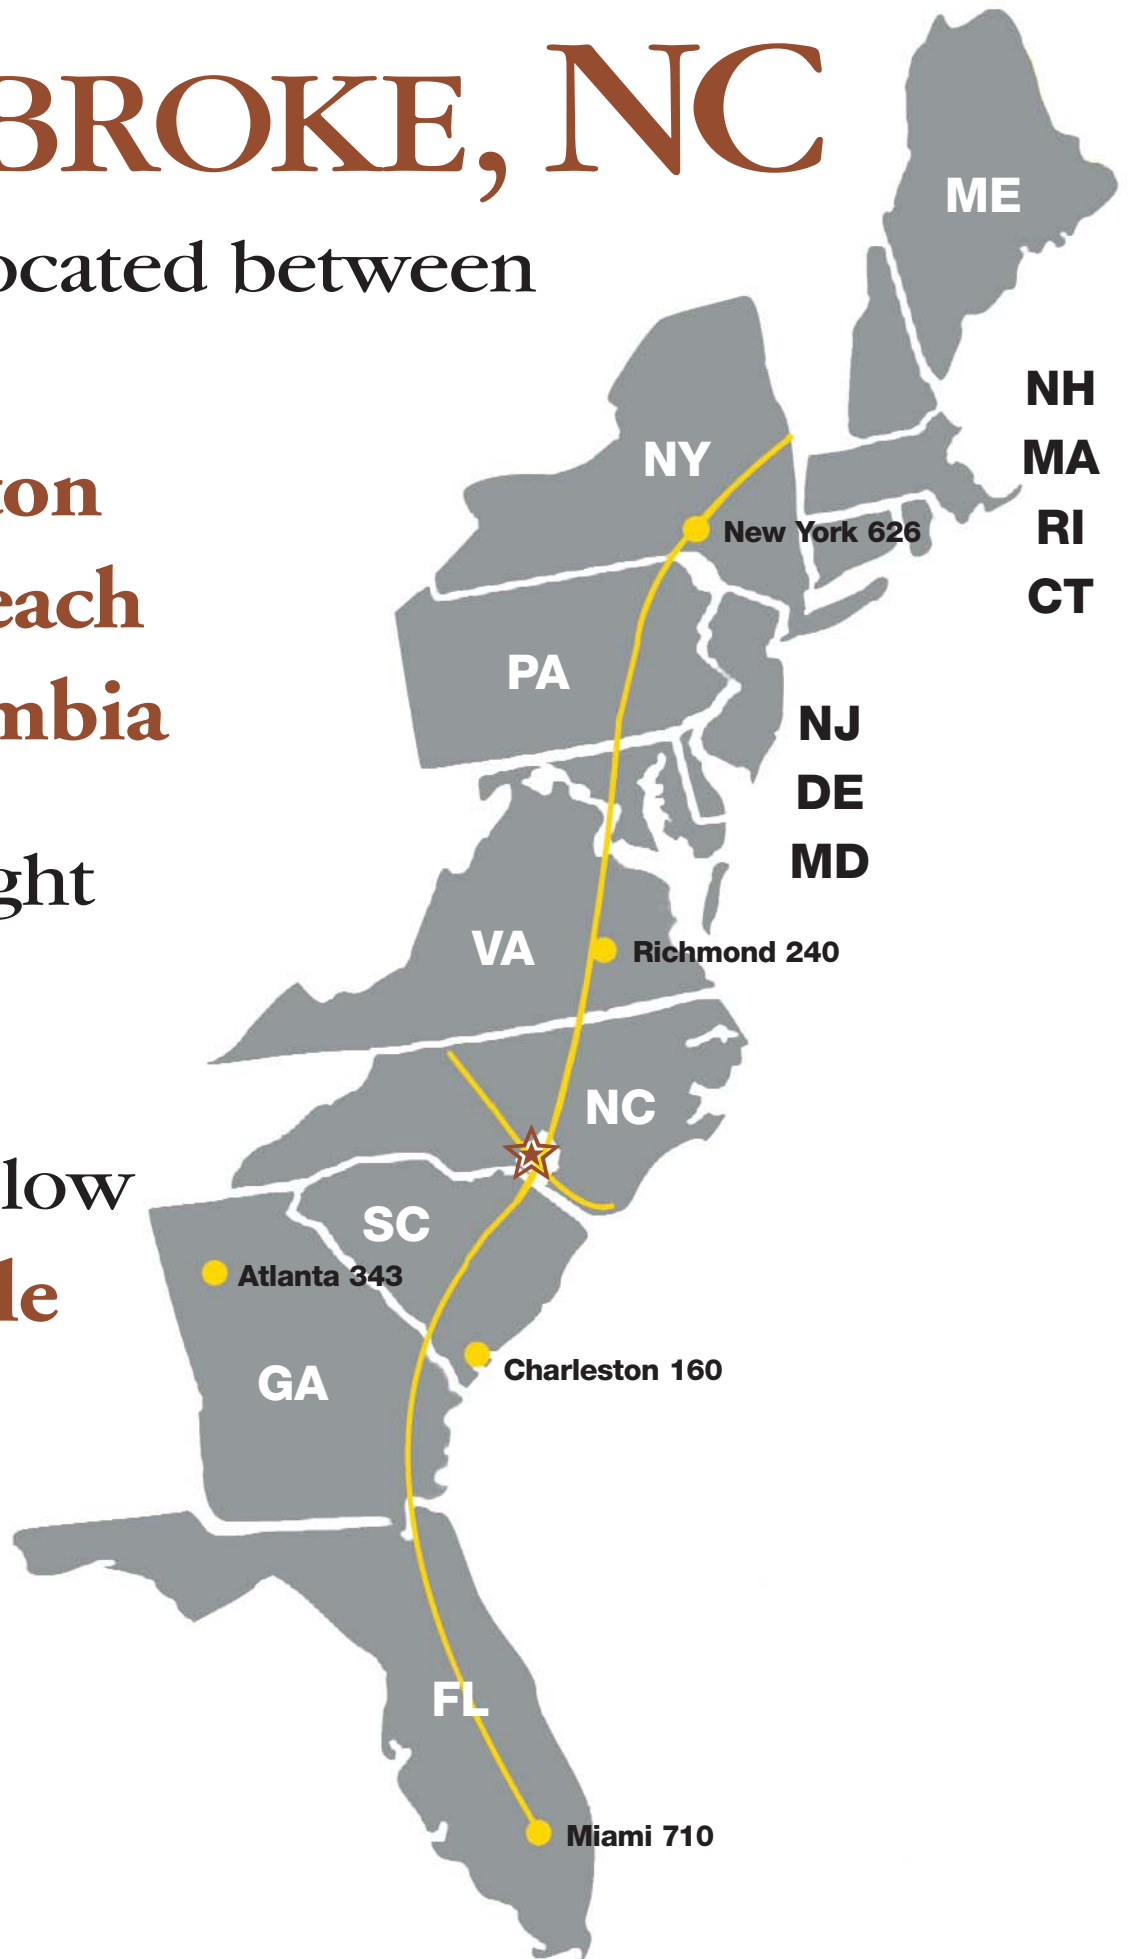 BROKE, NC
ocated between
ton
each
mbia
ght
low
le
ME
NH
MA
RI
CT
NY
New York 626
PA
NJ
DE
MD
VA
Richmond 240
NC
SC
Atlanta 343
Charleston 160
GA
FL
Miami 710